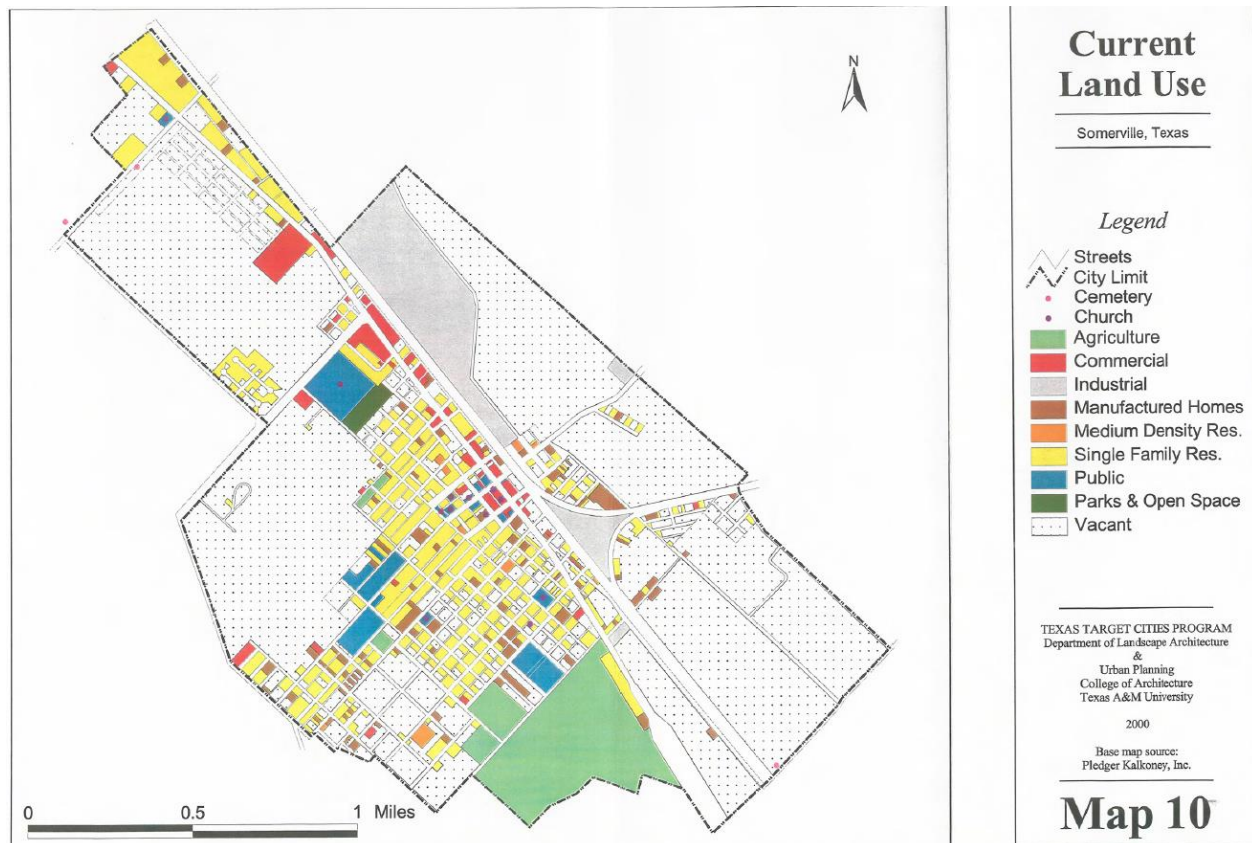 N
Current
Land Use
Somerville, Texas
Legend
Streets
City Limit
Cemetery
Church
Agriculture
Commercial
Industrial
Manufactured Homes
Medium Density Res.
Single Family Res.
Public
Parks & Open Space
Vacant
TEXAS TARGET CITIES PROGRAM
Department of Landscape Architecture
&
Urban Planning
College of Architecture
Texas A&M University
2000
Base map source:
Pledger Kalkoney, Inc.
Map 10
0 0.5 1 Miles